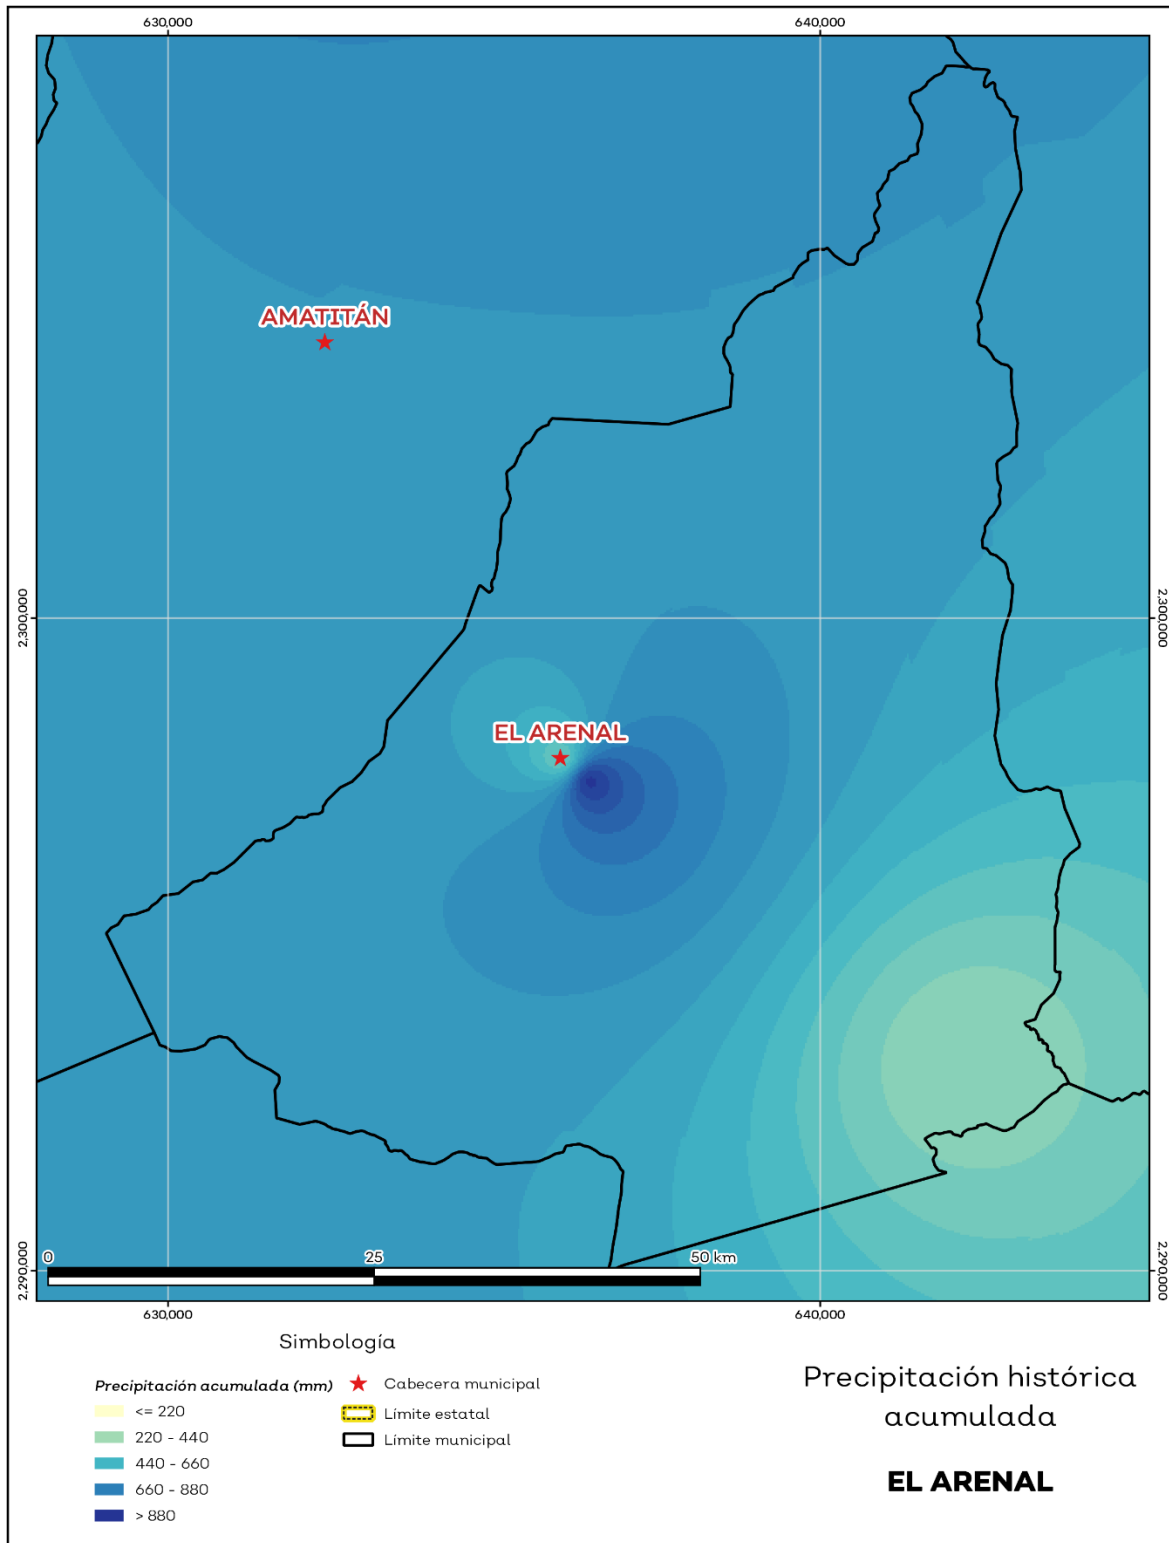 630,000
640,000
AMATITÁN
2,300,000
2,300,000
EL ARENAL
2,290,000
2,290,000
0
25
50 km
630,000
640,000
Simbología
Precipitación acumulada (mm)
<= 220
220 - 440
440 - 660
660 - 880
> 880
Cabecera municipal
Límite estatal
Límite municipal
Precipitación histórica
acumulada
EL ARENAL